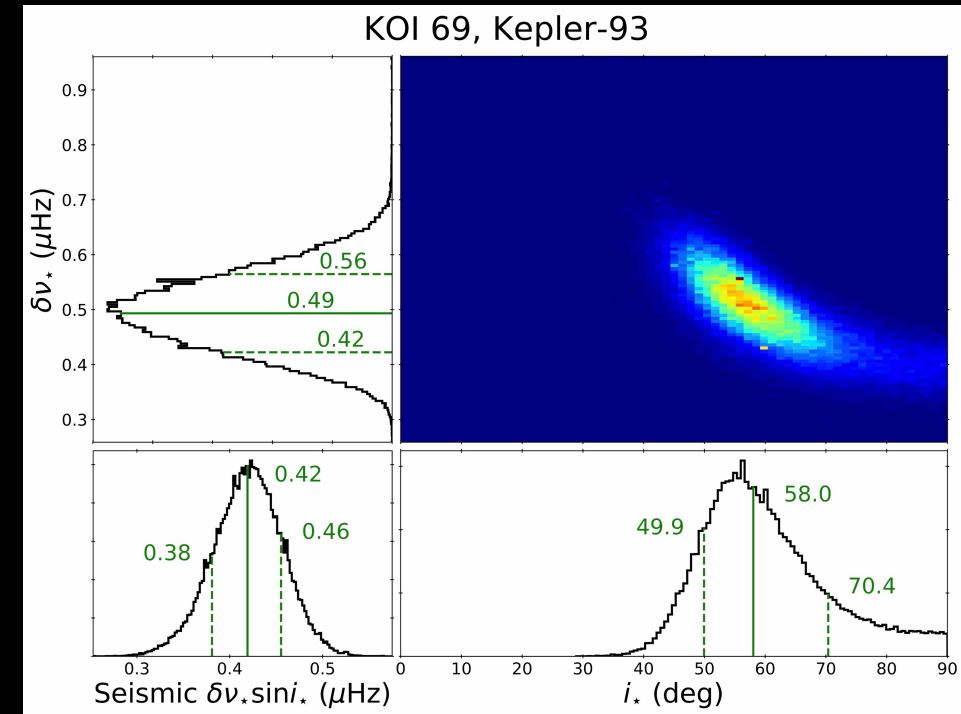 KOI 69, Kepler-93
δν⋆ (μHz)
0.9
0.8
0.7
0.6
0.5
0.4
0.3
0.56
0.49
0.42
0.42
0.46
0.38
58.0
49.9
70.4
0.3 0.4 0.5
0 10 20 30 40 50 60 70 80 90
Seismic δν⋆sini⋆ (μHz)
i⋆ (deg)